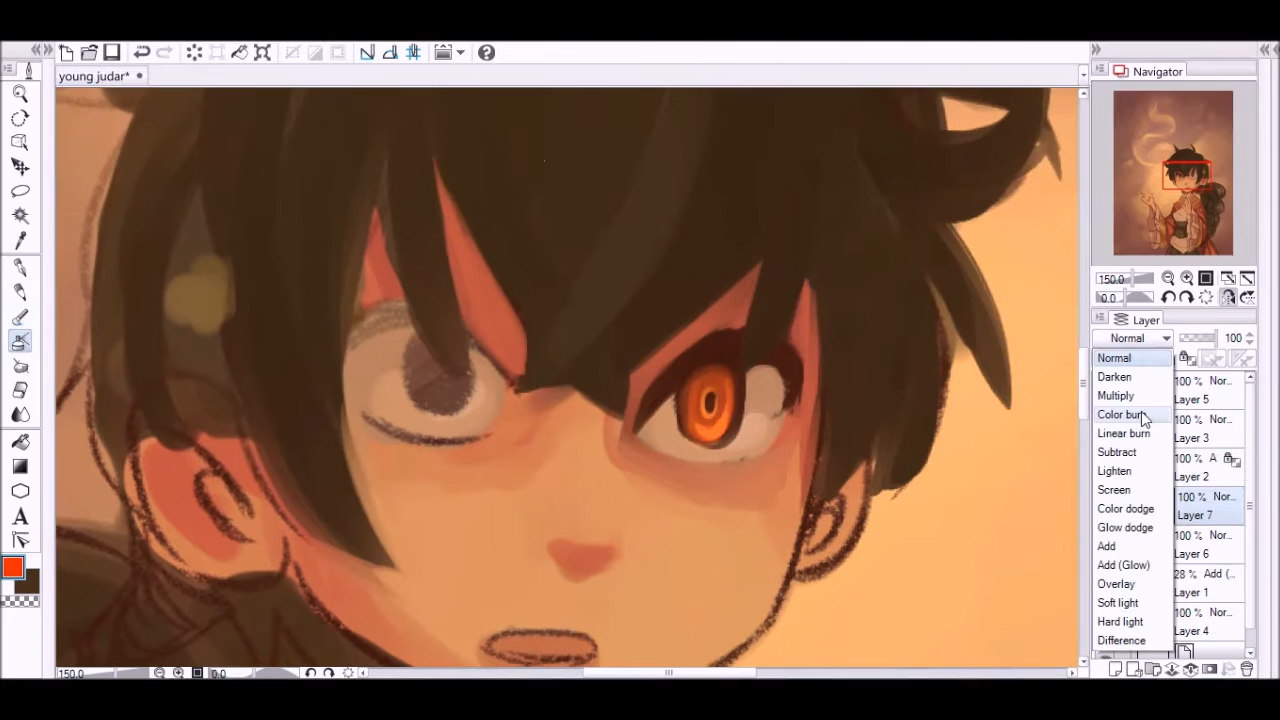 young judar*
Navigator
150.0
0.0
Layer
Normal
100
Normal
Darken
Multiply
Color burn
Linear burn
Subtract
Lighten
Screen
Color dodge
Glow dodge
Add
Add (Glow)
Overlay
Soft light
Hard light
Difference
100 % Nor...
Layer 5
100 % Nor...
Layer 3
100 % A
Layer 2
100 % Nor...
Layer 7
100 % Nor...
Layer 6
28 % Add (...
Layer 1
100 % Nor...
Layer 4
150.0
0.0